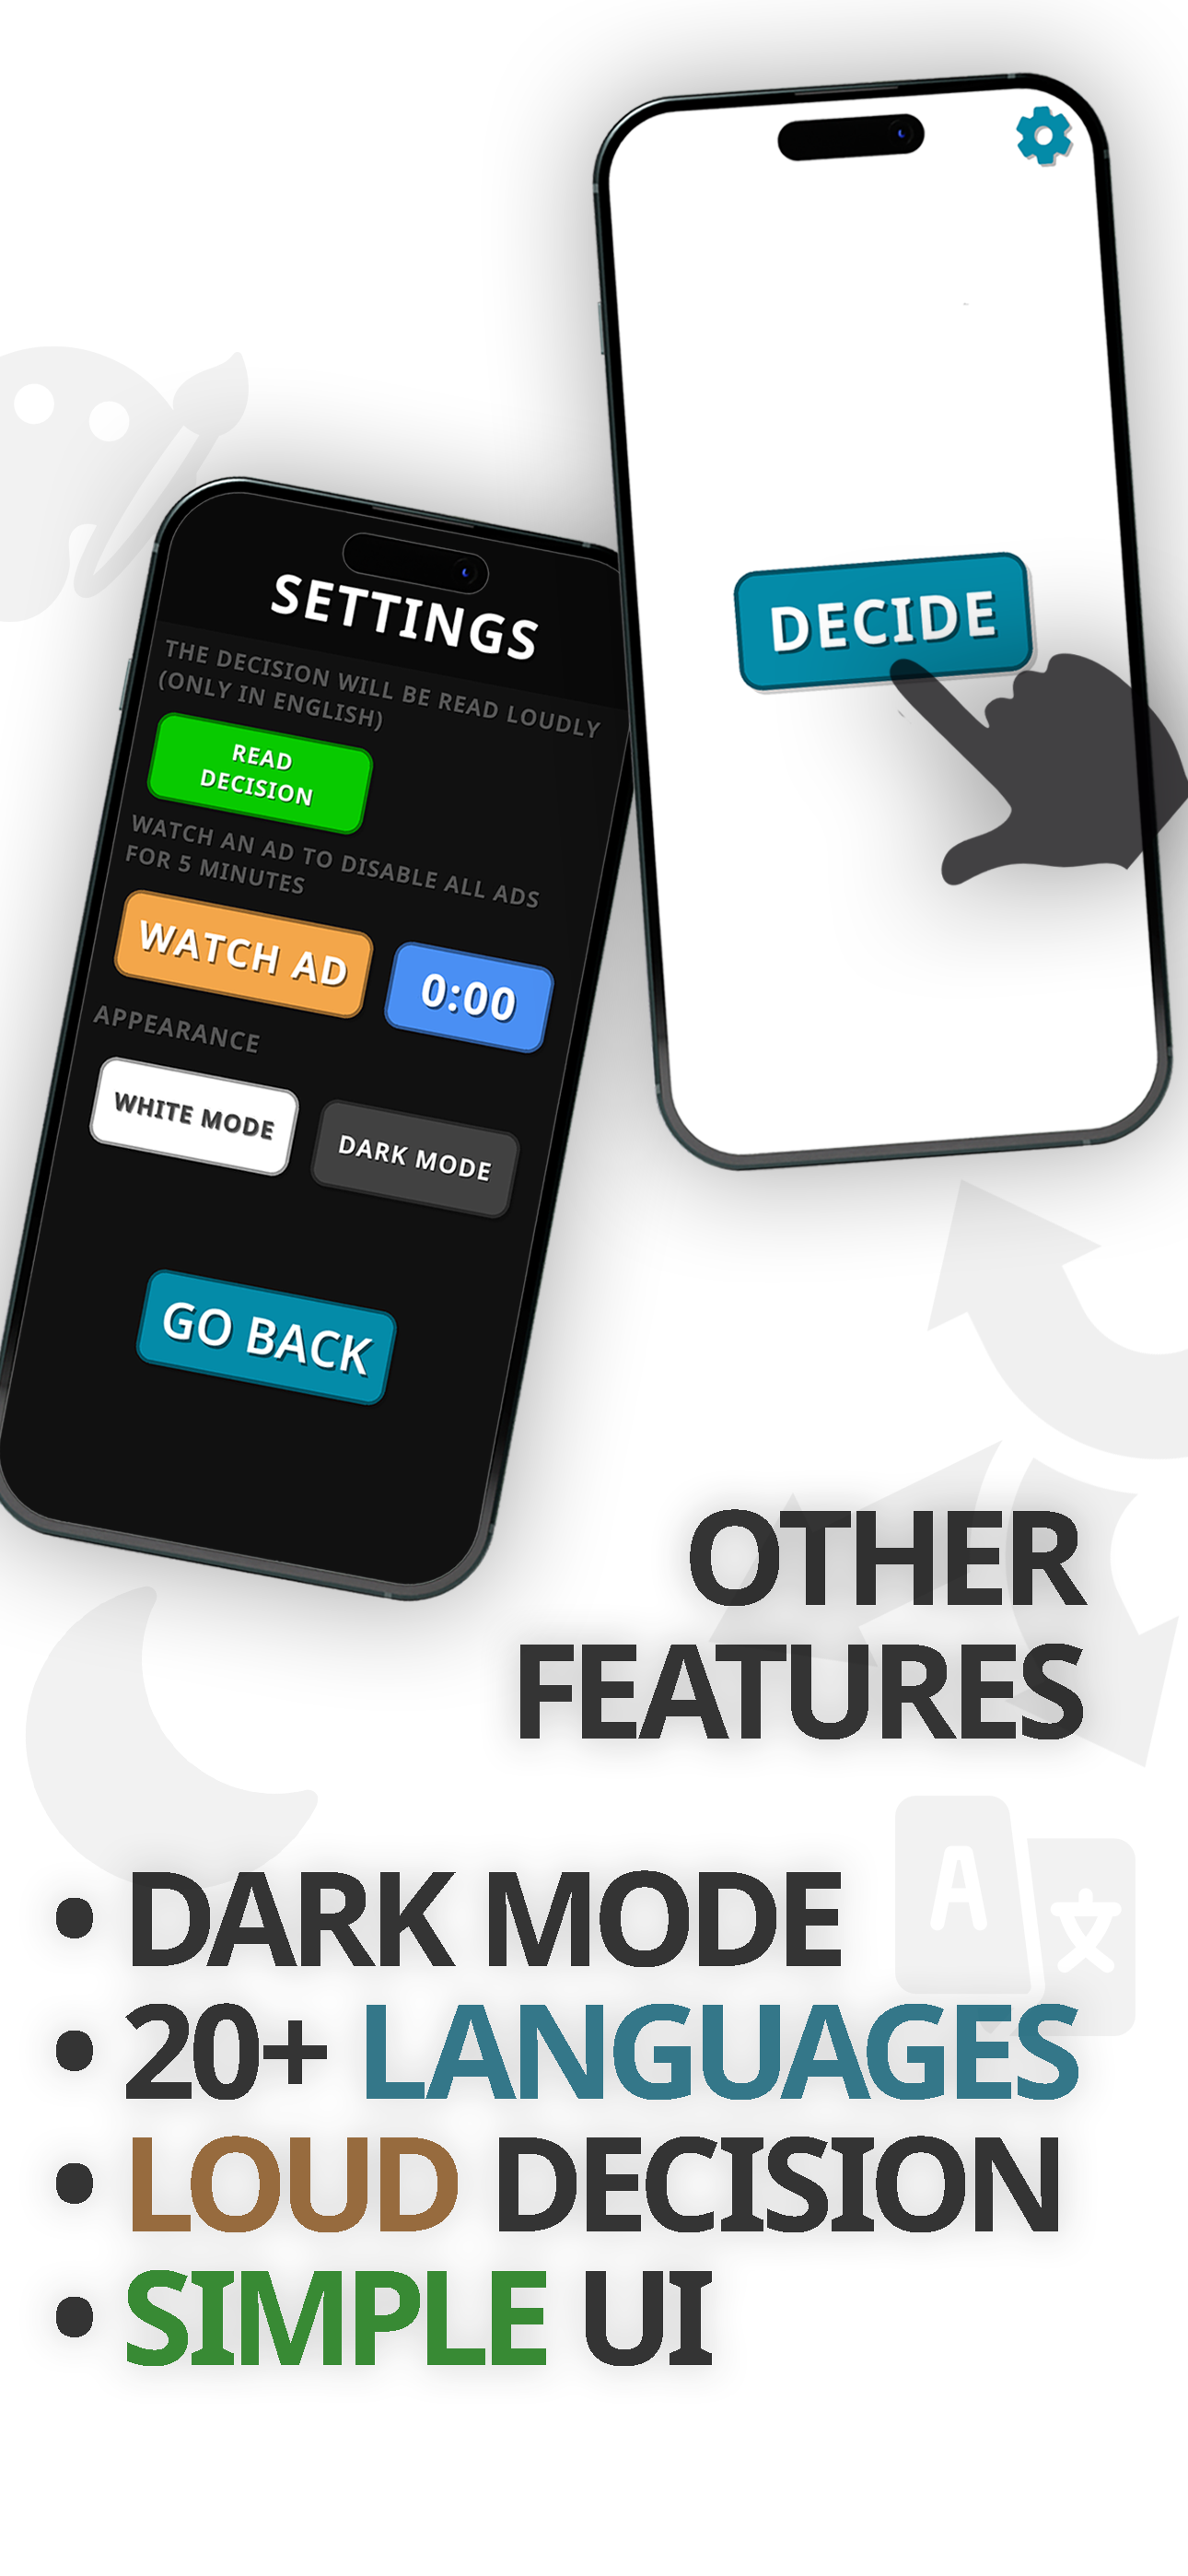 DECIDE
SETTINGS
THE DECISION WILL BE READ LOUDLY
(ONLY IN ENGLISH)
READ
DECISION
WATCH AN AD TO DISABLE ALL ADS
FOR 5 MINUTES
WATCH AD
0:00
APPEARANCE
WHITE MODE
DARK MODE
GO BACK
OTHER
FEATURES
A
文
• DARK MODE
• 20+ LANGUAGES
• LOUD DECISION
• SIMPLE UI